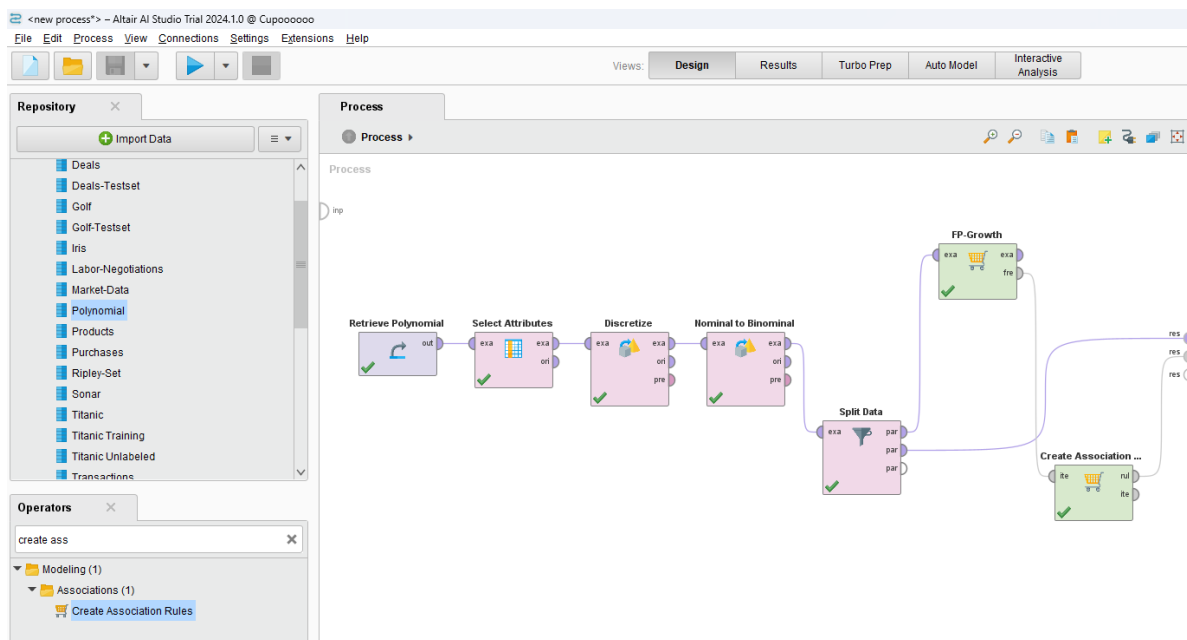 <new process*> – Altair AI Studio Trial 2024.1.0 @ Cupoooooo
File Edit Process View Connections Settings Extensions Help
Views: Design Results Turbo Prep Auto Model Interactive Analysis
Repository
Import Data
Deals
Deals-Testset
Golf
Golf-Testset
Iris
Labor-Negotiations
Market-Data
Polynomial
Products
Purchases
Ripley-Set
Sonar
Titanic
Titanic Training
Titanic Unlabeled
Transactions
Operators
create ass
Modeling (1)
Associations (1)
Create Association Rules
Process
Process
Process
inp
Retrieve Polynomial
out
Select Attributes
exa exa
ori
Discretize
exa exa
ori
pre
Nominal to Binominal
exa exa
ori
pre
Split Data
exa par
par
par
FP-Growth
exa exa
fre
Create Association ...
ite rul
ite
res
res
res